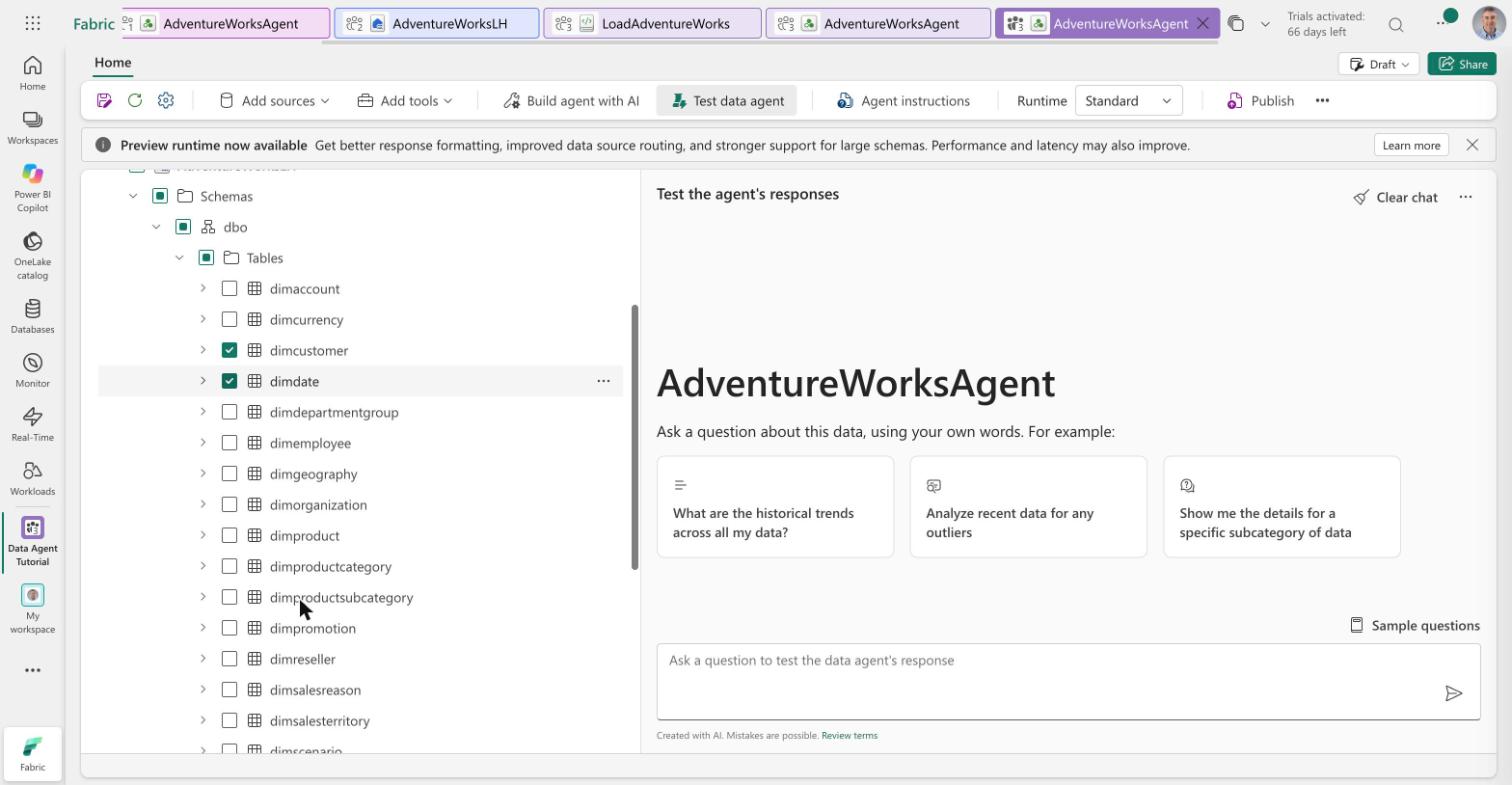 Fabric
1
AdventureWorksAgent
2
AdventureWorksLH
3
LoadAdventureWorks
3
AdventureWorksAgent
3
AdventureWorksAgent
Trials activated:
66 days left
Home
Workspaces
Power BI
Copilot
OneLake
catalog
Databases
Monitor
Real-Time
Workloads
Data Agent
Tutorial
My
workspace
Fabric
Home
Draft
Share
Add sources
Add tools
Build agent with AI
Test data agent
Agent instructions
Runtime
Standard
Publish
Preview runtime now available Get better response formatting, improved data source routing, and stronger support for large schemas. Performance and latency may also improve.
Learn more
AdventureWorksLH
Schemas
dbo
Tables
dimaccount
dimcurrency
dimcustomer
dimdate
dimdepartmentgroup
dimemployee
dimgeography
dimorganization
dimproduct
dimproductcategory
dimproductsubcategory
dimpromotion
dimreseller
dimsalesreason
dimsalesterritory
dimscenario
Test the agent's responses
Clear chat
AdventureWorksAgent
Ask a question about this data, using your own words. For example:
What are the historical trends
across all my data?
Analyze recent data for any
outliers
Show me the details for a
specific subcategory of data
Sample questions
Ask a question to test the data agent's response
Created with AI. Mistakes are possible. Review terms